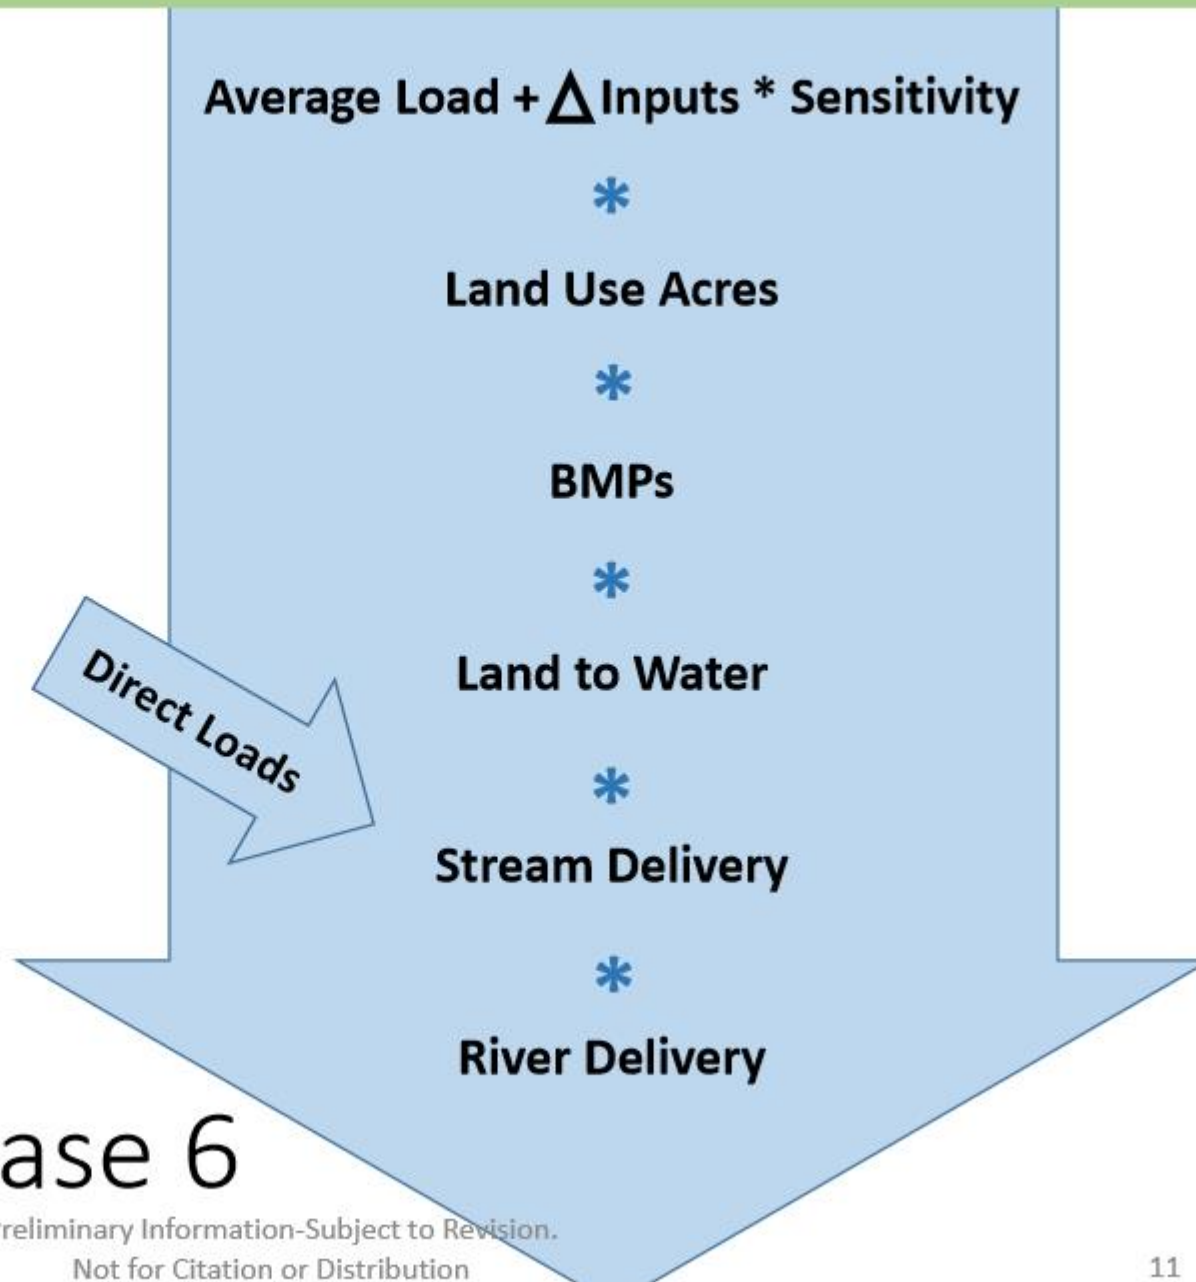 Average Load + Δ Inputs * Sensitivity
*
Land Use Acres
*
BMPs
*
Land to Water
Direct Loads
*
Stream Delivery
*
River Delivery
ase 6
reliminary Information-Subject to Revision.
Not for Citation or Distribution
11